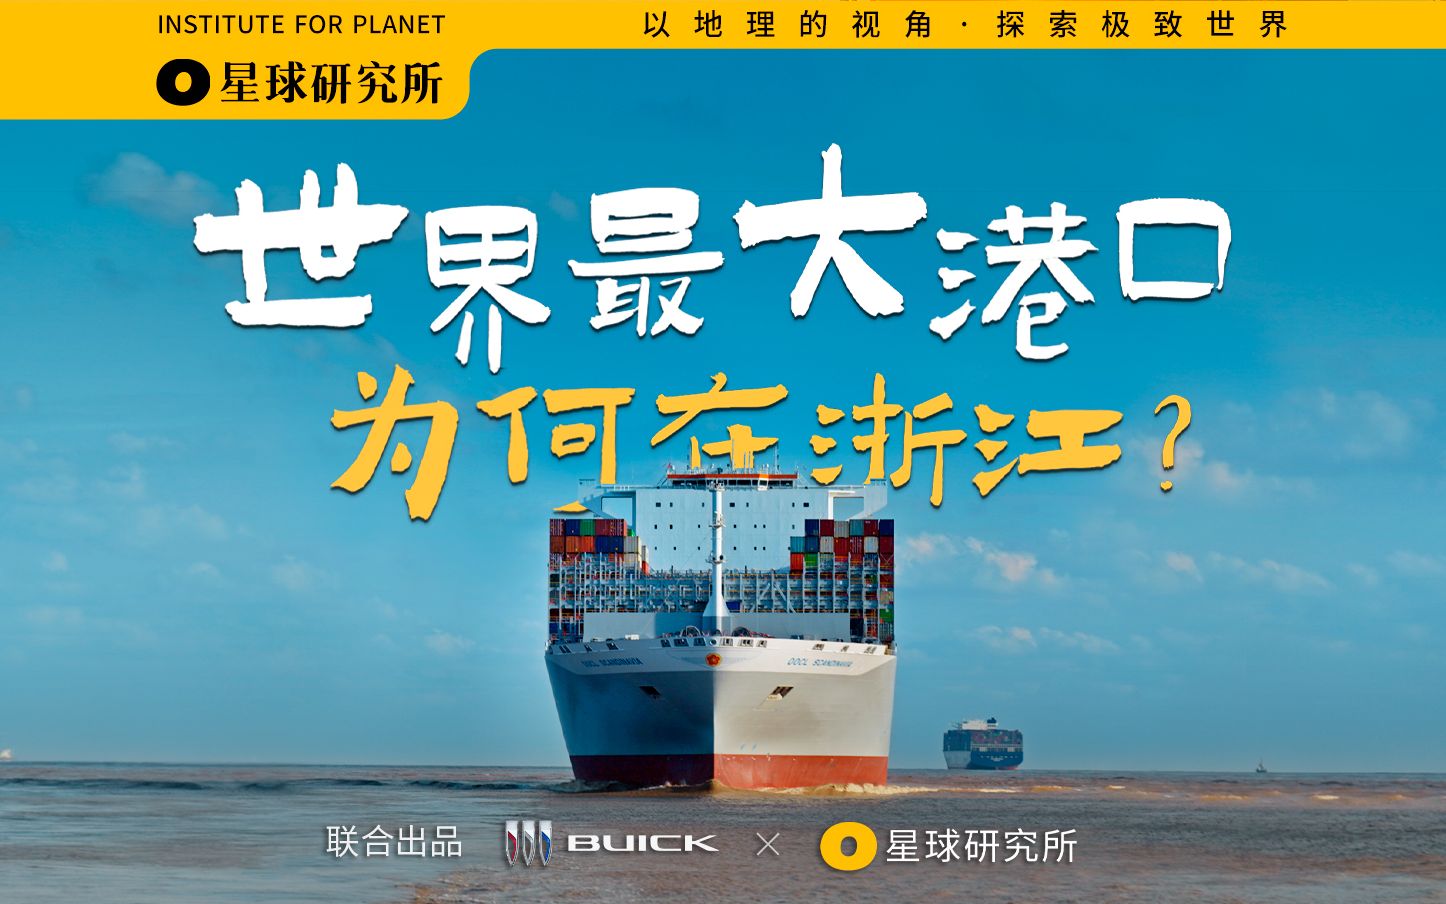 INSTITUTE FOR PLANET
以地理的视角·探索极致世界
星球研究所
世界最大港口
为何在浙江?
OOCL SCANDINAVIA
OOCL SCANDINAVIA
联合出品 BUICK × 星球研究所